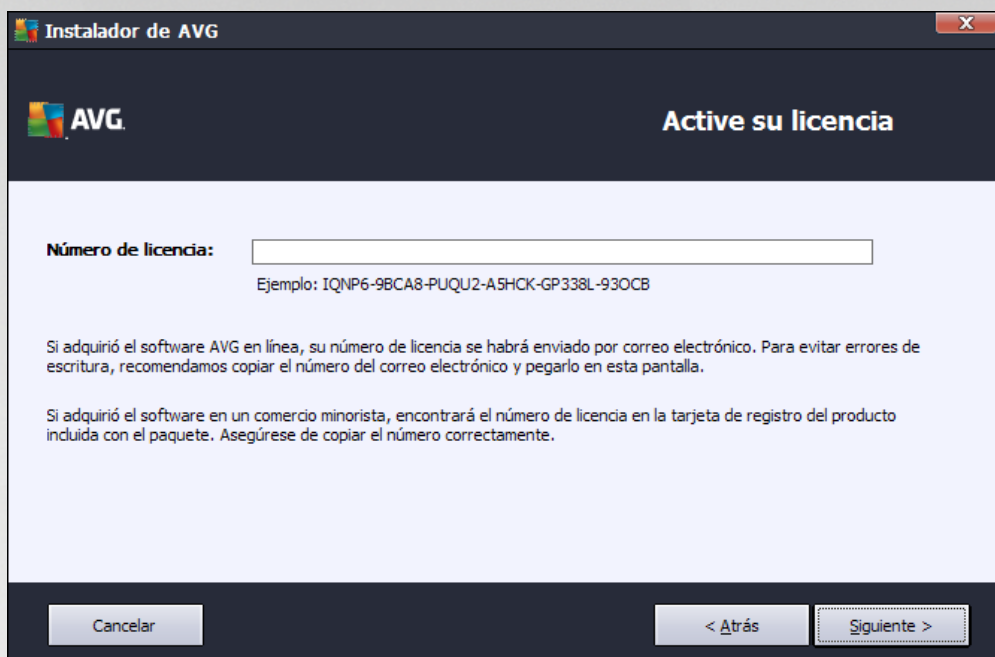 Instalador de AVG
X
AVG.
Active su licencia
Número de licencia:
Ejemplo: IQNP6-9BCA8-PUQU2-A5HCK-GP338L-93OCB
Si adquirió el software AVG en línea, su número de licencia se habrá enviado por correo electrónico. Para evitar errores de
escritura, recomendamos copiar el número del correo electrónico y pegarlo en esta pantalla.
Si adquirió el software en un comercio minorista, encontrará el número de licencia en la tarjeta de registro del producto
incluida con el paquete. Asegúrese de copiar el número correctamente.
Cancelar
< Atrás
Siguiente >